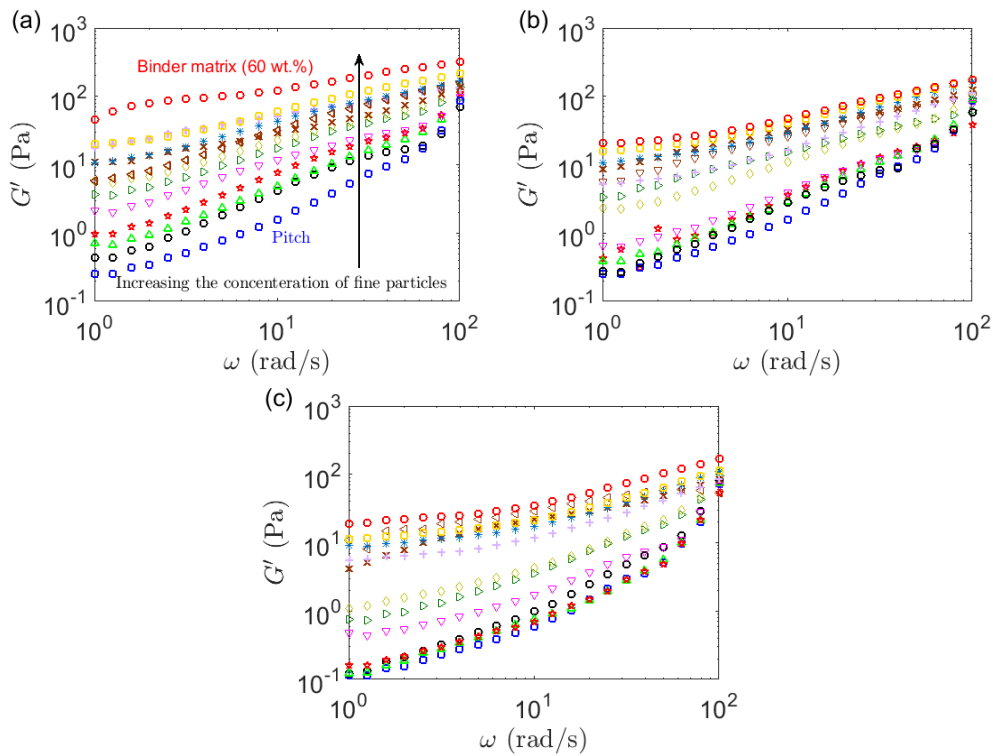 (a)
10³
10²
10¹
10⁰
10⁻¹
G′ (Pa)
Binder matrix (60 wt.%)
Pitch
Increasing the concenteration of fine particles
10⁰
10¹
10²
ω (rad/s)
(b)
10³
10²
10¹
10⁰
10⁻¹
G′ (Pa)
10⁰
10¹
10²
ω (rad/s)
(c)
10³
10²
10¹
10⁰
10⁻¹
G′ (Pa)
10⁰
10¹
10²
ω (rad/s)